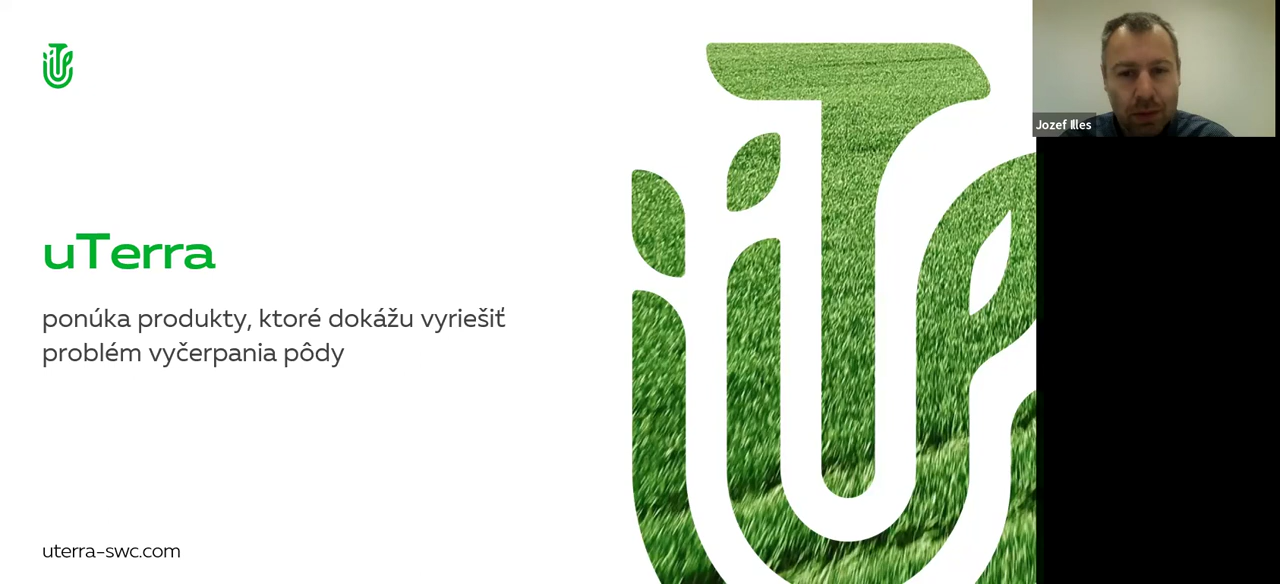 uTerra
ponúka produkty, ktoré dokážu vyriešiť
problém vyčerpania pôdy
uterra-swc.com
Jozef Illes